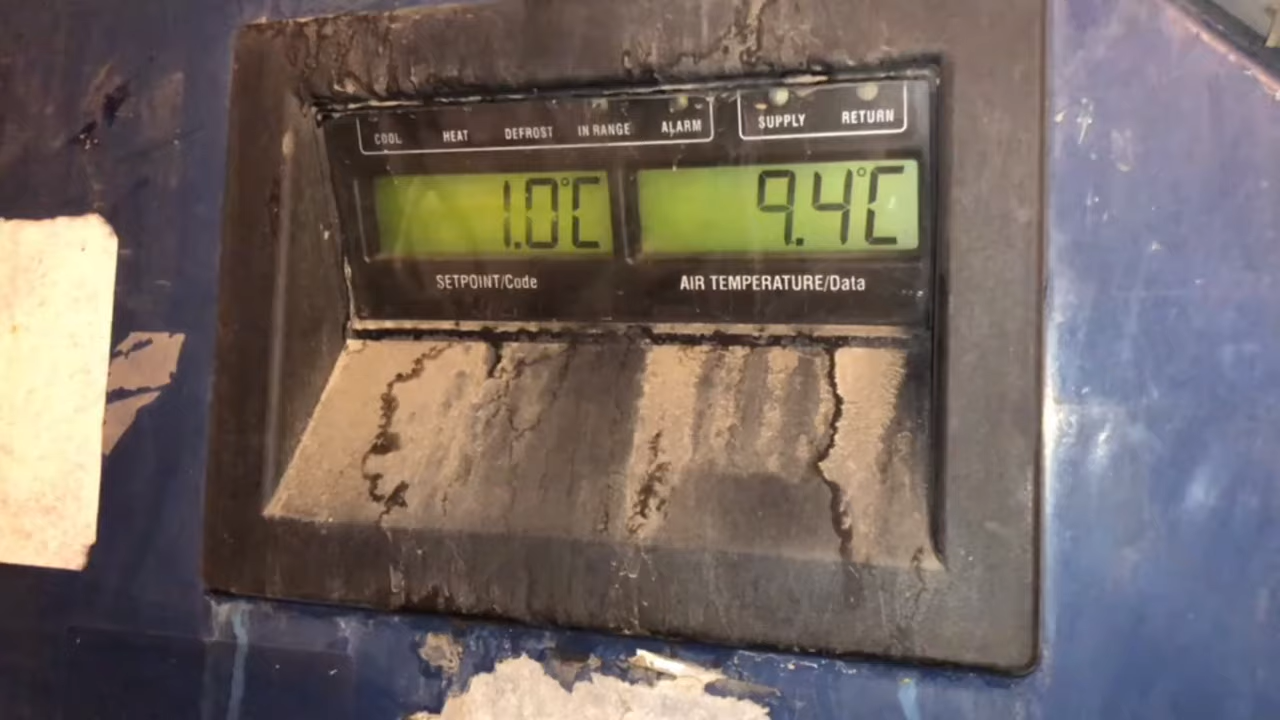 COOL HEAT DEFROST IN RANGE ALARM SUPPLY RETURN
1.0°C 9.4°C
SETPOINT/Code AIR TEMPERATURE/Data